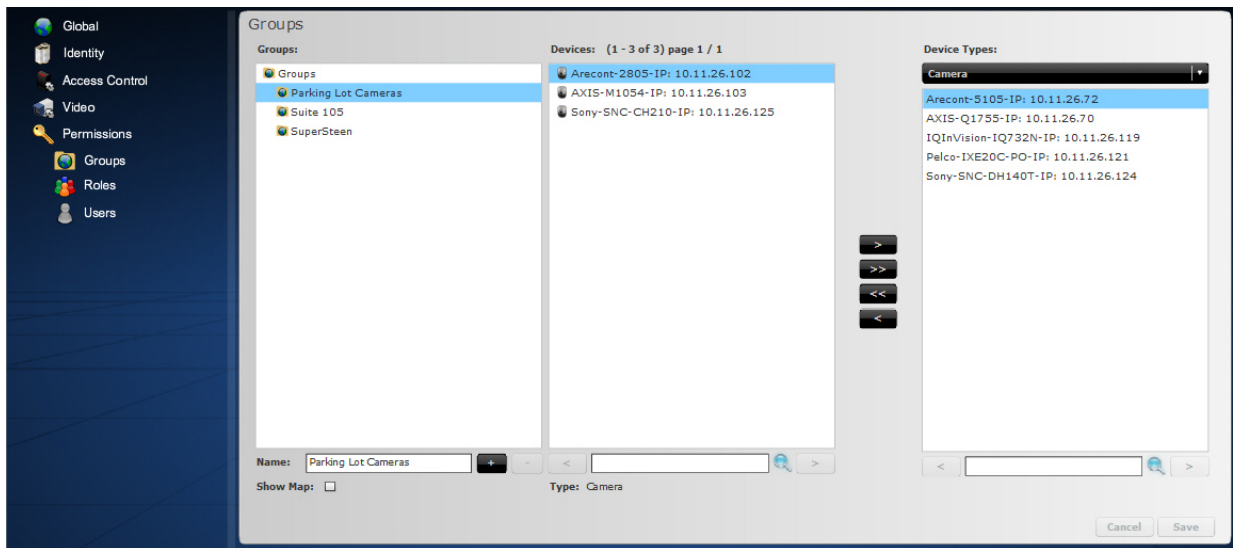 Global
Identity
Access Control
Video
Permissions
Groups
Roles
Users
Groups
Groups:
Groups
Parking Lot Cameras
Suite 105
SuperSteen
Name: Parking Lot Cameras + -
Show Map:
Devices: (1 - 3 of 3) page 1 / 1
Arecont-2805-IP: 10.11.26.102
AXIS-M1054-IP: 10.11.26.103
Sony-SNC-CH210-IP: 10.11.26.125
< >
Type: Camera
>
>>
<<
<
Device Types:
Camera
Arecont-5105-IP: 10.11.26.72
AXIS-Q1755-IP: 10.11.26.70
IQInVision-IQ732N-IP: 10.11.26.119
Pelco-IXE20C-PO-IP: 10.11.26.121
Sony-SNC-DH140T-IP: 10.11.26.124
< >
Cancel Save